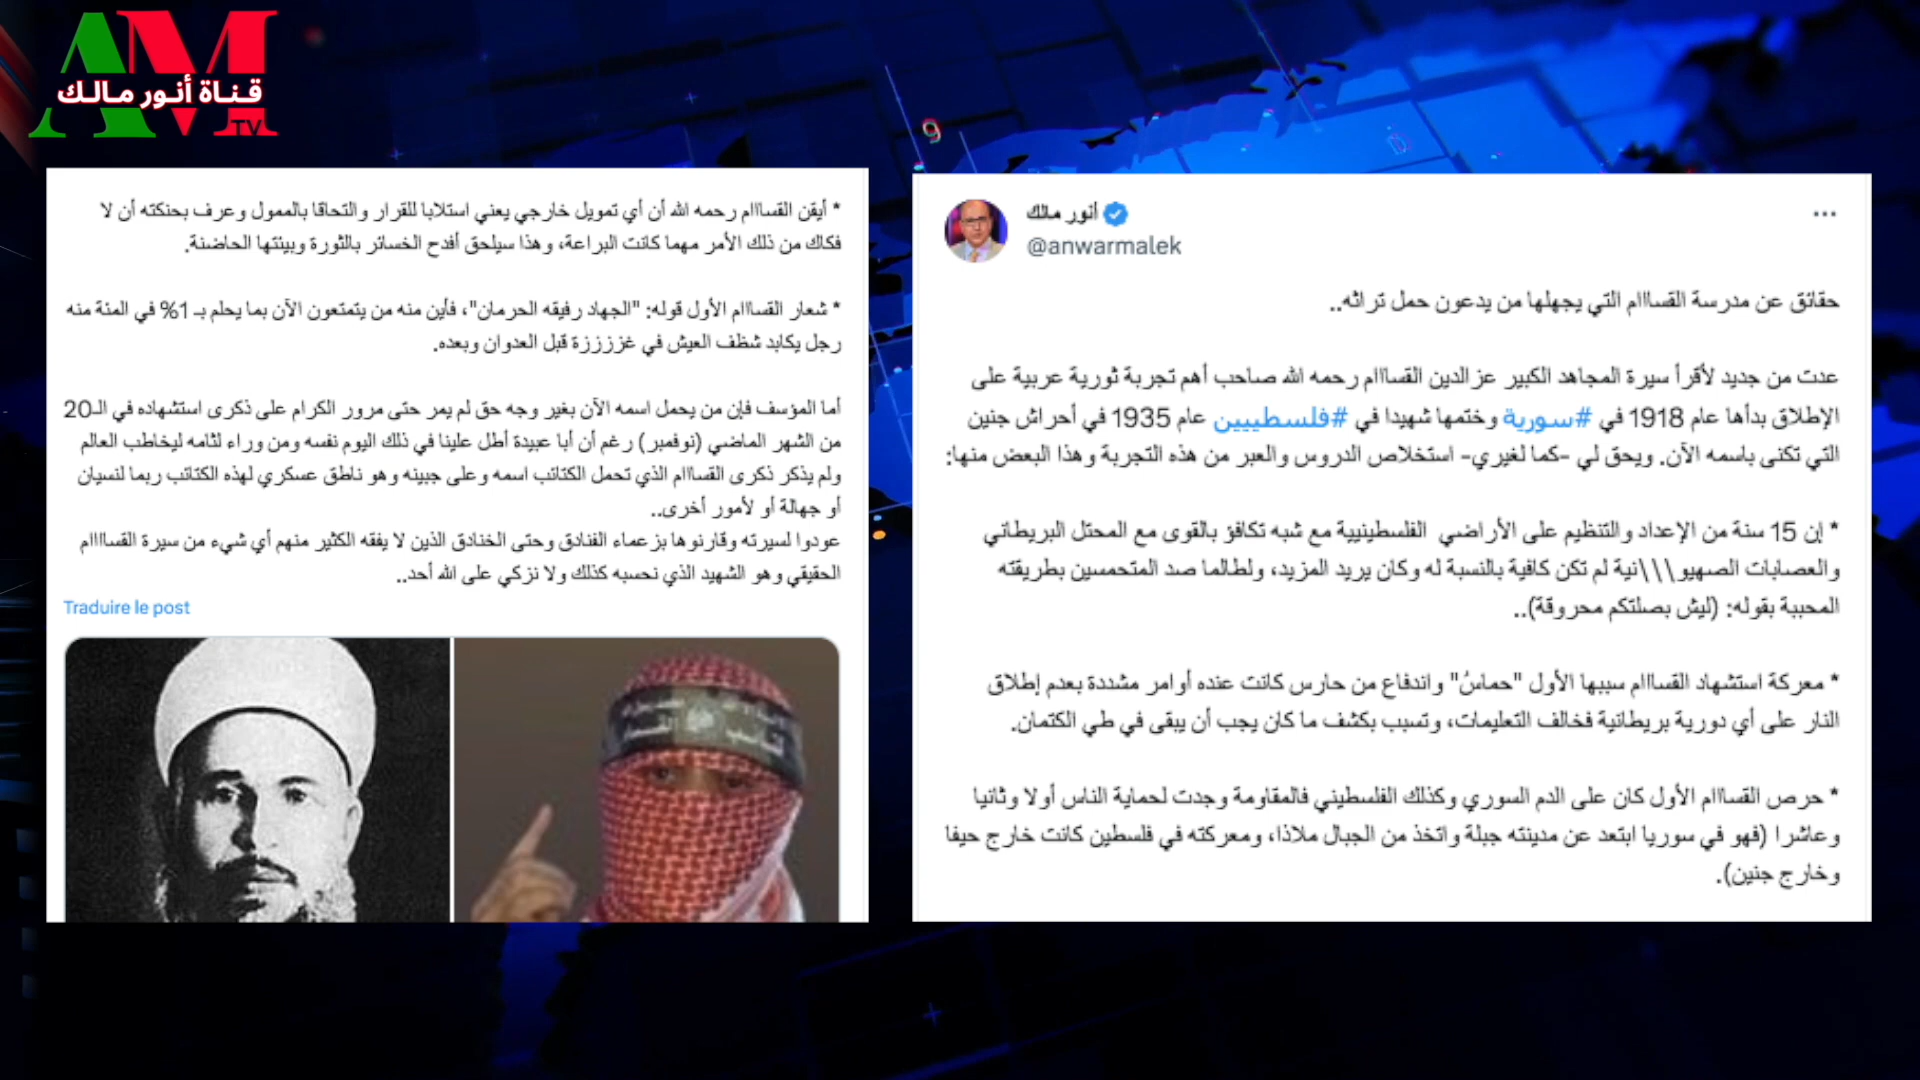 قناة أنور مالك
TV
أنور مالك
@anwarmalek
حقائق عن مدرسة القسااام التي يجهلها من يدعون حمل تراثه..
عدت من جديد لأقرأ سيرة المجاهد الكبير عزالدين القسااام رحمه الله صاحب أهم تجربة ثورية عربية على
الإطلاق بدأها عام 1918 في #سورية وختمها شهيدا في #فلسطيبين عام 1935 في أحراش جنين
التي تكنى باسمه الآن. ويحق لي -كما لغيري- استخلاص الدروس والعبر من هذه التجربة وهذا البعض منها:
* إن 15 سنة من الإعداد والتنظيم على الأراضي الفلسطينيية مع شبه تكافؤ بالقوى مع المحتل البريطاني
والعصابات الصهيو\\\نية لم تكن كافية بالنسبة له وكان يريد المزيد، ولطالما صد المتحمسين بطريقته
المحببة بقوله: (ليش بصلتكم محروقة)..
* معركة استشهاد القسااام سببها الأول "حماسُ" واندفاع من حارس كانت عنده أوامر مشددة بعدم إطلاق
النار على أي دورية بريطانية فخالف التعليمات، وتسبب بكشف ما كان يجب أن يبقى في طي الكتمان.
* حرص القسااام الأول كان على الدم السوري وكذلك الفلسطيني فالمقاومة وجدت لحماية الناس أولا وثانيا
وعاشرا (فهو في سوريا ابتعد عن مدينته جبلة واتخذ من الجبال ملاذا، ومعركته في فلسطين كانت خارج حيفا
وخارج جنين).
* أيقن القسااام رحمه الله أن أي تمويل خارجي يعني استلابا للقرار والتحاقا بالممول وعرف بحنكته أن لا
فكاك من ذلك الأمر مهما كانت البراعة، وهذا سيلحق أفدح الخسائر بالثورة وبيئتها الحاضنة.
* شعار القسااام الأول قوله: "الجهاد رفيقه الحرمان"، فأين منه من يتمتعون الآن بما يحلم بـ 1% في المئة منه
رجل يكابد شظف العيش في غزززة قبل العدوان وبعده.
أما المؤسف فإن من يحمل اسمه الآن بغير وجه حق لم يمر حتى مرور الكرام على ذكرى استشهاده في الـ20
من الشهر الماضي (نوفمبر) رغم أن أبا عبيدة أطل علينا في ذلك اليوم نفسه ومن وراء لثامه ليخاطب العالم
ولم يذكر ذكرى القسااام الذي تحمل الكتائب اسمه وعلى جبينه وهو ناطق عسكري لهذه الكتائب ربما لنسيان
أو جهالة أو لأمور أخرى..
عودوا لسيرته وقارنوها بزعماء الفنادق وحتى الخنادق الذين لا يفقه الكثير منهم أي شيء من سيرة القساااام
الحقيقي وهو الشهيد الذي نحسبه كذلك ولا نزكي على الله أحد..
Traduire le post